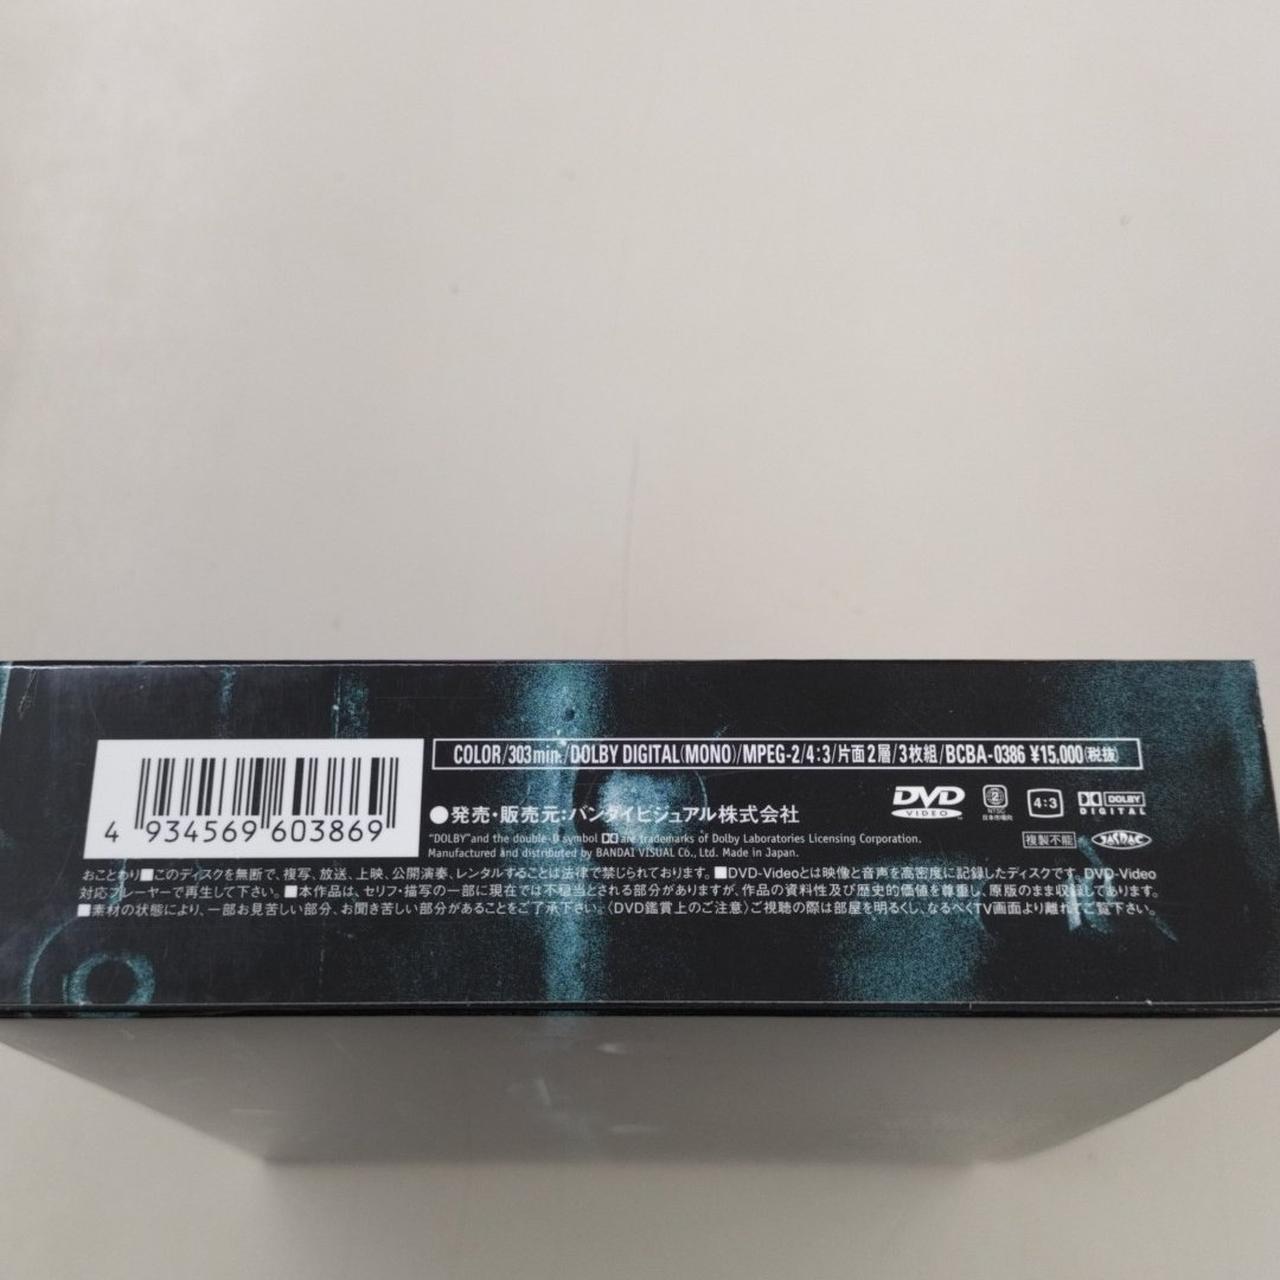 COLOR/303min./DOLBY DIGITAL(MONO)/MPEG-2/4:3/片面2層/3枚組/BCBA-0386 ¥15,000(税抜)
4 934569 603869
●発売・販売元:バンダイビジュアル株式会社
DVD VIDEO
2 NTSC 日本市場向
4:3
DOLBY DIGITAL
"DOLBY"and the double-D symbol are trademarks of Dolby Laboratories Licensing Corporation.
Manufactured and distributed by BANDAI VISUAL Co., Ltd. Made in Japan.
複製不能
JASRAC
おことわり■このディスクを無断で、複写、放送、上映、公開演奏、レンタルすることは法律で禁じられております。■DVD-Videoとは映像と音声を高密度に記録したディスクです。DVD-Video
対応プレーヤーで再生して下さい。■本作品は、セリフ・描写の一部に現在では不穏当とされる部分がありますが、作品の資料性及び歴史的価値を尊重し、原版のまま収録してあります。
■素材の状態により、一部お見苦しい部分、お聞き苦しい部分があることをご了承下さい。〈DVD鑑賞上のご注意〉ご視聴の際は部屋を明るくし、なるべくTV画面より離れてご覧下さい。